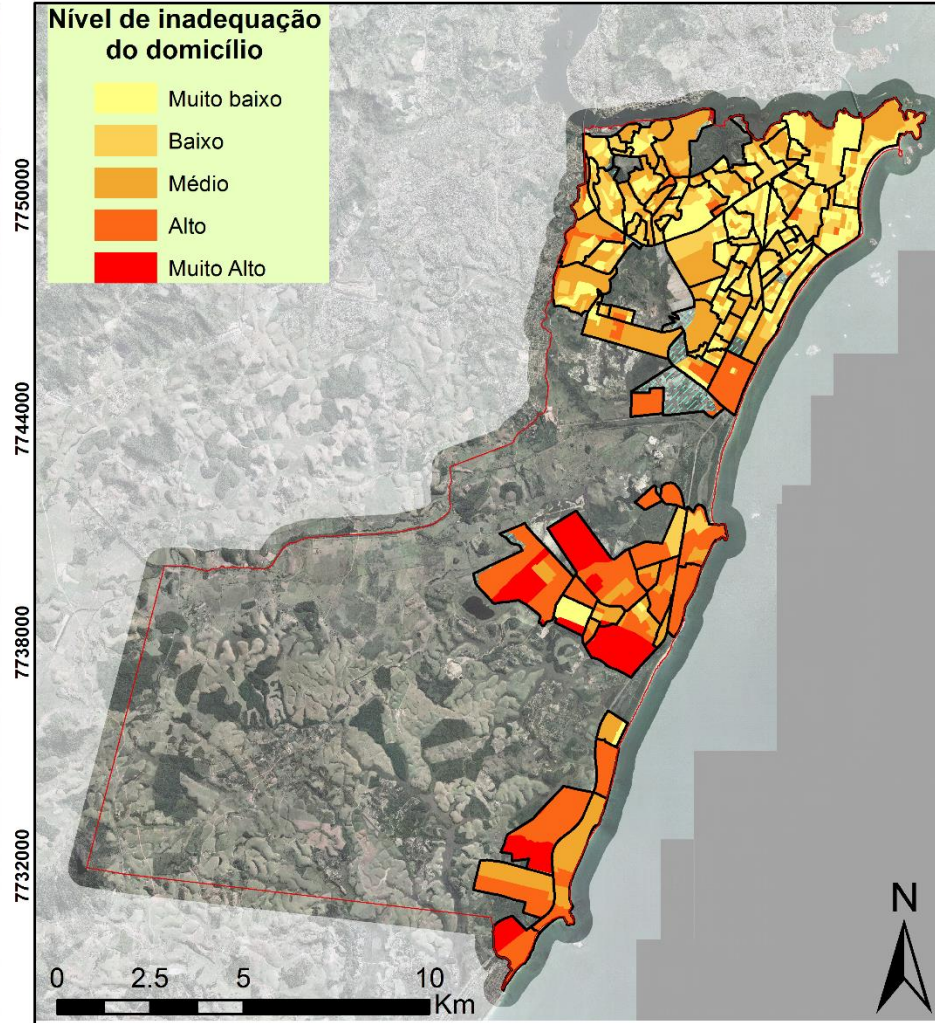 Nível de inadequação
do domicílio
Muito baixo
Baixo
Médio
Alto
Muito Alto
7750000
7744000
7738000
7732000
N
0 2.5 5 10
Km